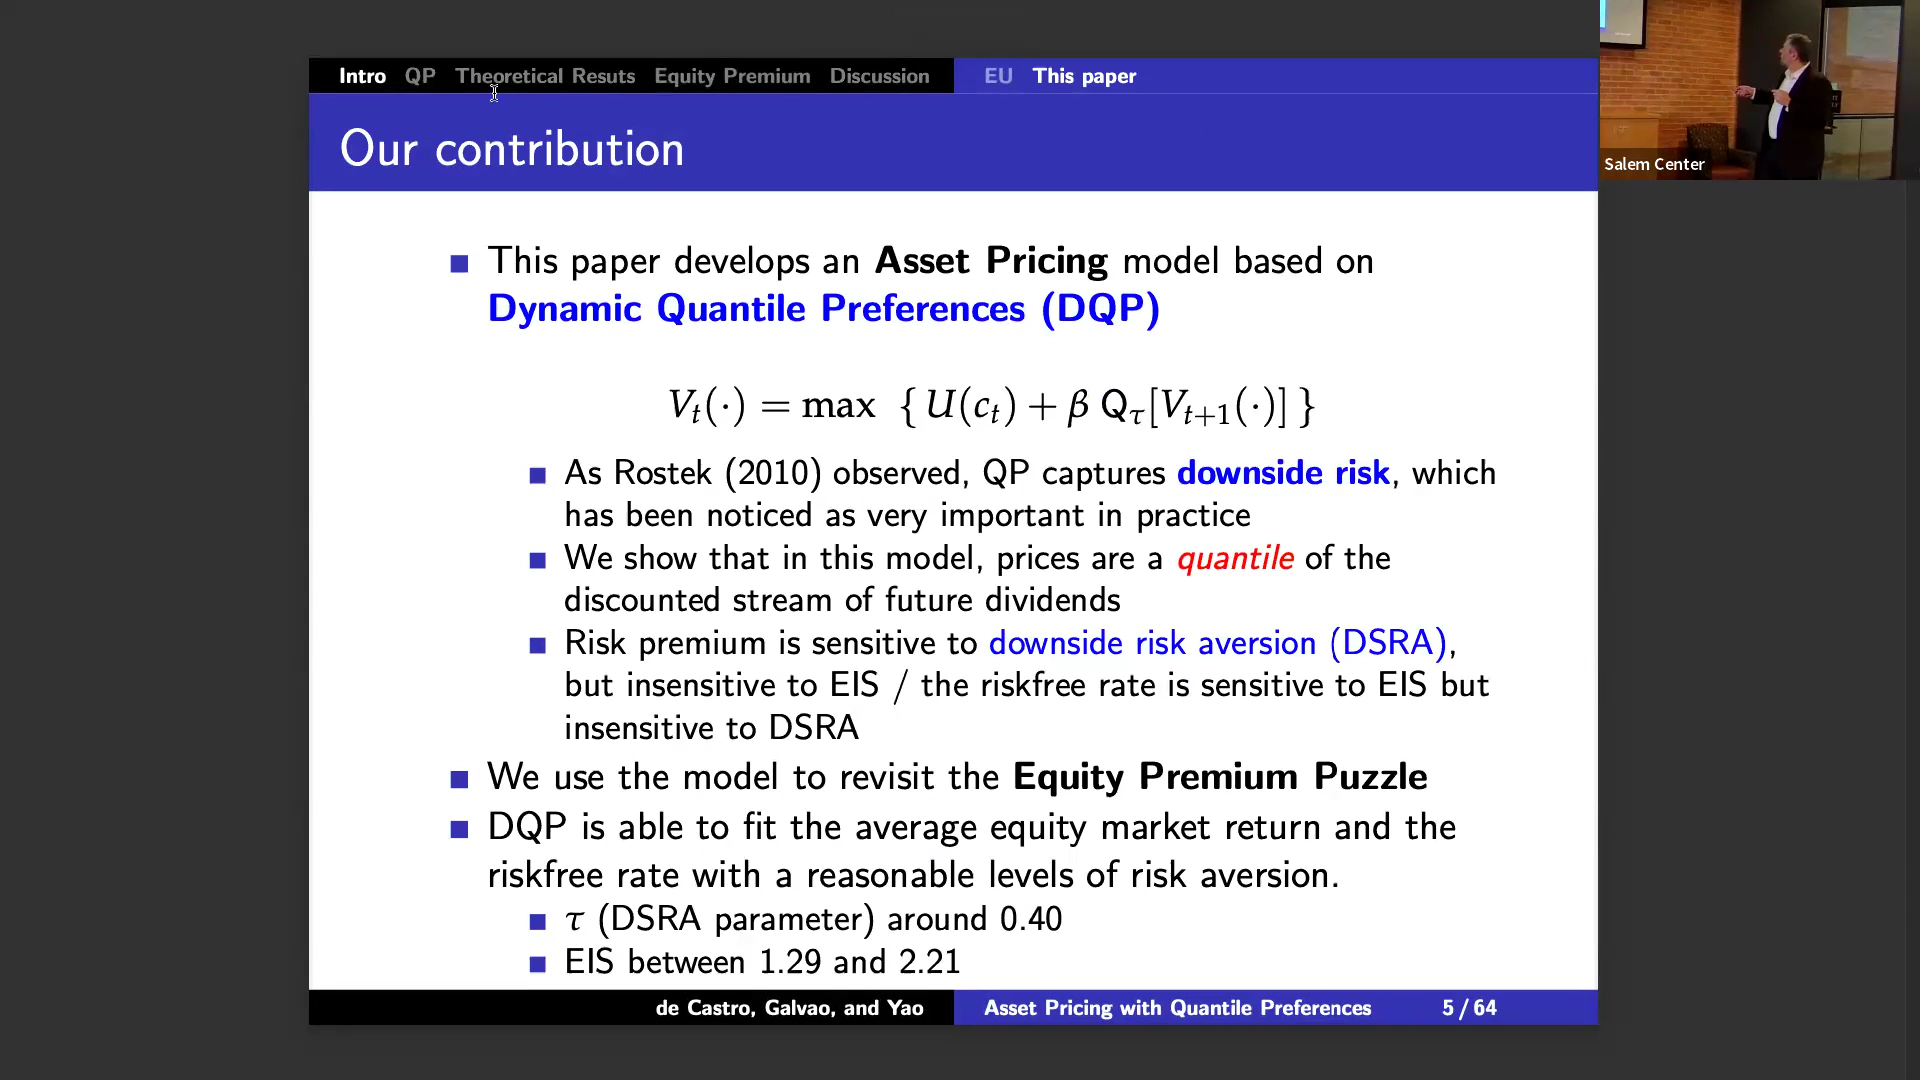 Intro QP Theoretical Resuts Equity Premium Discussion EU This paper
Our contribution
Salem Center
This paper develops an Asset Pricing model based on
Dynamic Quantile Preferences (DQP)
V_t(·) = max { U(c_t) + β Q_τ[V_{t+1}(·)] }
As Rostek (2010) observed, QP captures downside risk, which
has been noticed as very important in practice
We show that in this model, prices are a quantile of the
discounted stream of future dividends
Risk premium is sensitive to downside risk aversion (DSRA),
but insensitive to EIS / the riskfree rate is sensitive to EIS but
insensitive to DSRA
We use the model to revisit the Equity Premium Puzzle
DQP is able to fit the average equity market return and the
riskfree rate with a reasonable levels of risk aversion.
τ (DSRA parameter) around 0.40
EIS between 1.29 and 2.21
de Castro, Galvao, and Yao Asset Pricing with Quantile Preferences 5 / 64